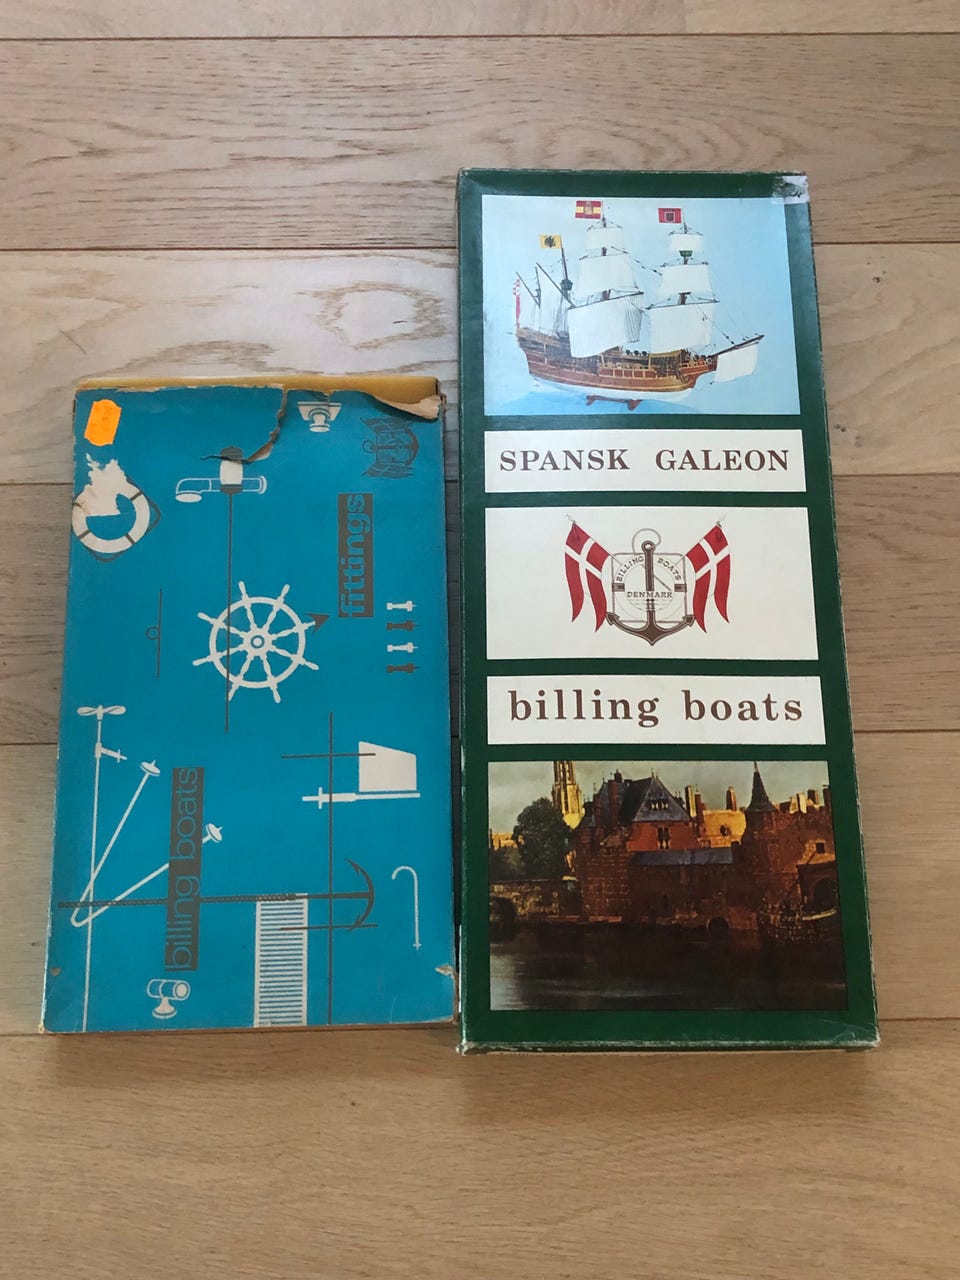 fittings
billing boats
SPANSK GALEON
BILLING BOATS
DENMARK
billing boats